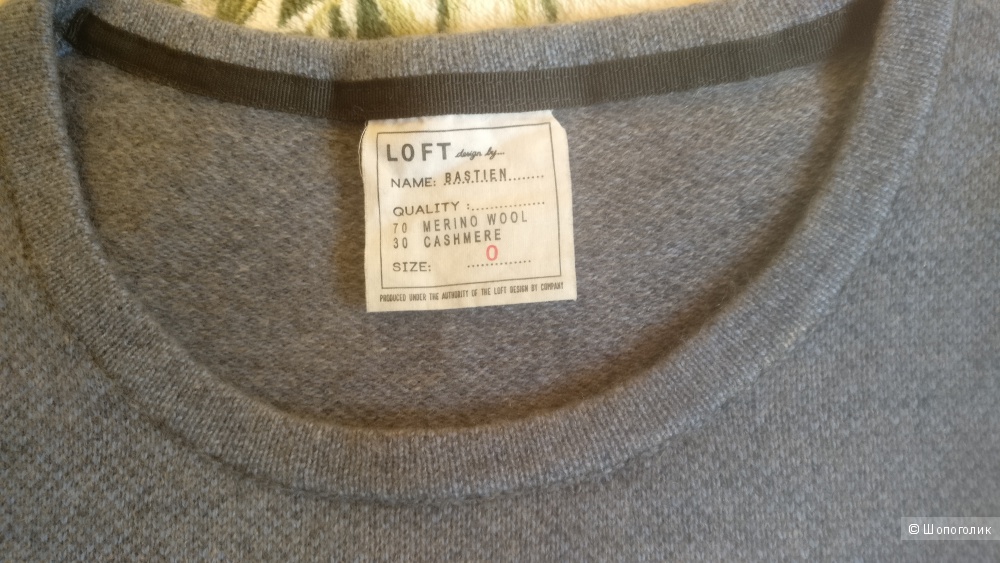 LOFT design by...
NAME: BASTIEN........
QUALITY :................
70 MERINO WOOL
30 CASHMERE
SIZE: ......O........
PRODUCED UNDER THE AUTHORITY OF THE LOFT DESIGN BY COMPANY
© Шопоголик